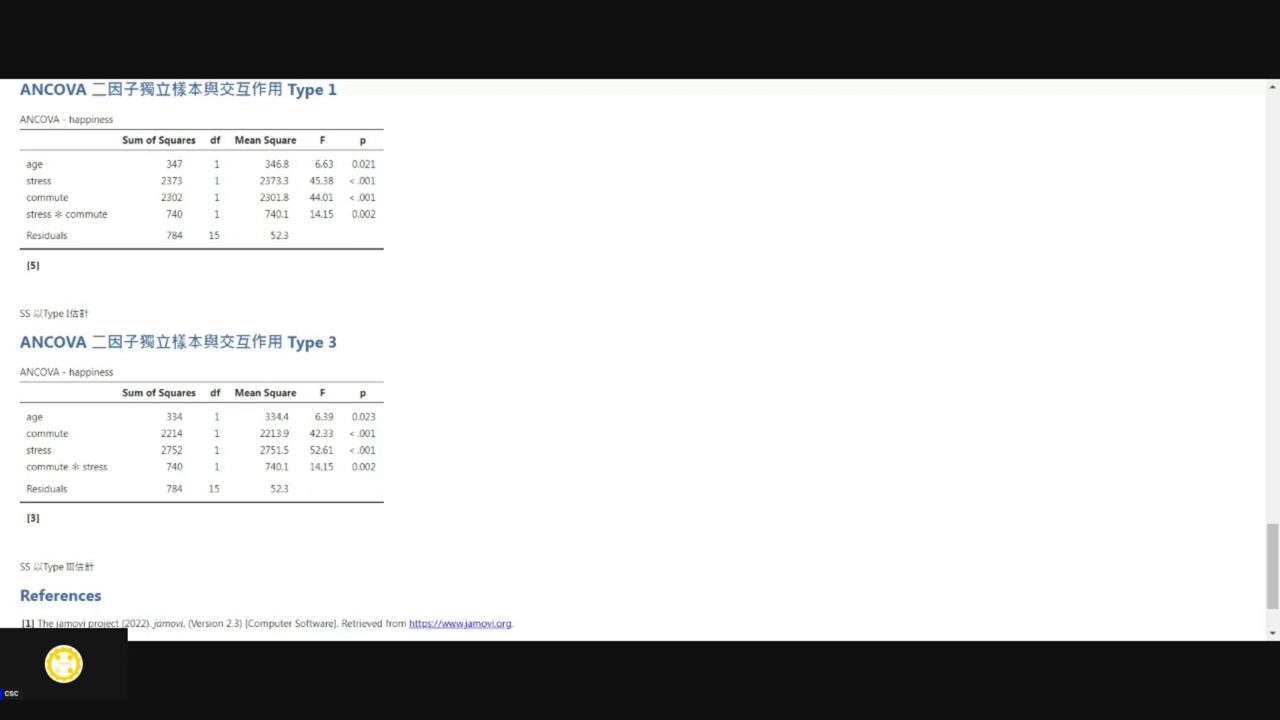 ANCOVA 二因子獨立樣本與交互作用 Type 1
ANCOVA - happiness
Sum of Squares df Mean Square F p
age 347 1 346.8 6.63 0.021
stress 2373 1 2373.3 45.38 < .001
commute 2302 1 2301.8 44.01 < .001
stress ✻ commute 740 1 740.1 14.15 0.002
Residuals 784 15 52.3
[5]
SS 以Type I估計
ANCOVA 二因子獨立樣本與交互作用 Type 3
ANCOVA - happiness
Sum of Squares df Mean Square F p
age 334 1 334.4 6.39 0.023
commute 2214 1 2213.9 42.33 < .001
stress 2752 1 2751.5 52.61 < .001
commute ✻ stress 740 1 740.1 14.15 0.002
Residuals 784 15 52.3
[3]
SS 以Type III估計
References
[1] The jamovi project (2022). jamovi. (Version 2.3) [Computer Software]. Retrieved from https://www.jamovi.org.
csc